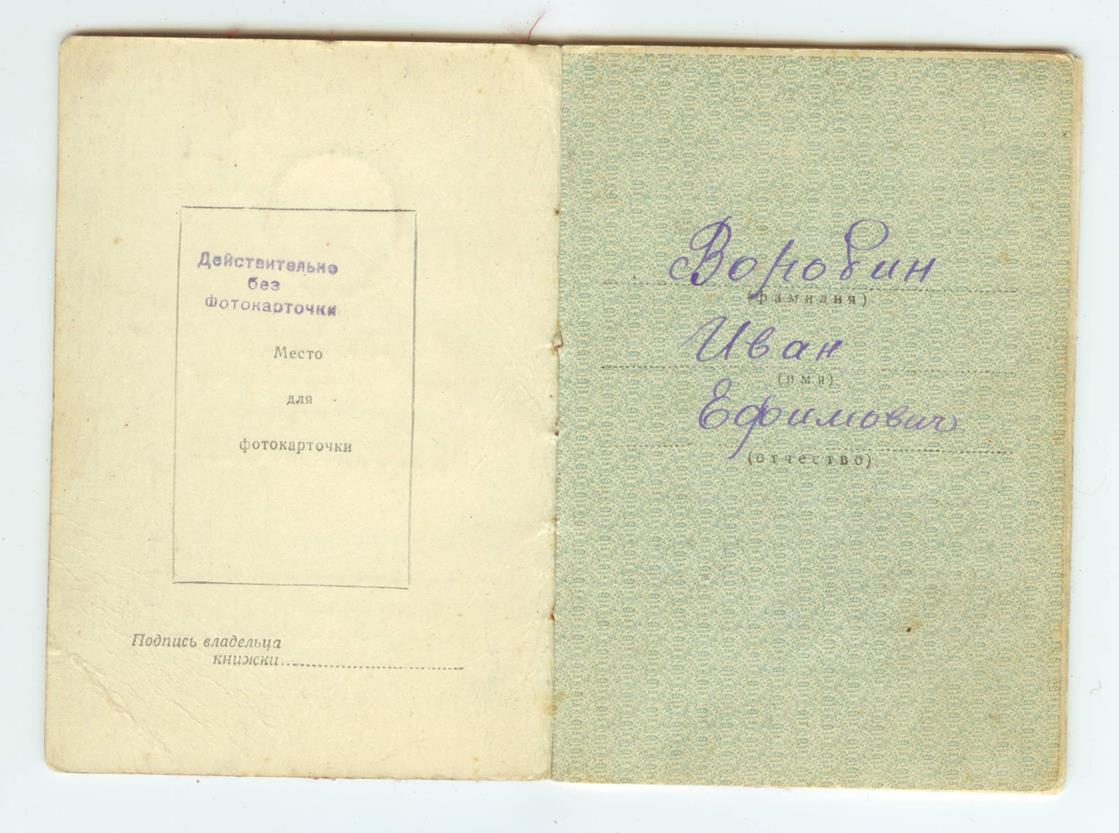 Действительно
без
Фотокарточки
Место
для
фотокарточки
Подпись владельца
книжки
Воробин
(фамилия)
Иван
(имя)
Ефимович
(отчество)